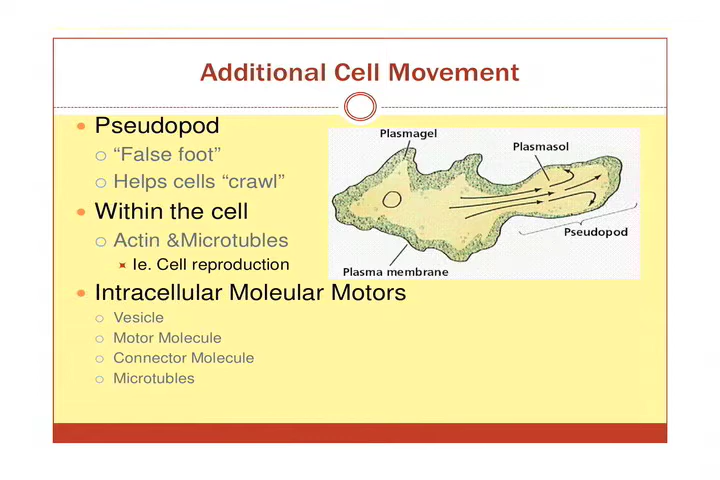 Additional Cell Movement
Pseudopod
“False foot”
Helps cells “crawl”
Within the cell
Actin &Microtubles
Ie. Cell reproduction
Intracellular Moleular Motors
Vesicle
Motor Molecule
Connector Molecule
Microtubles
Plasmagel
Plasmasol
Pseudopod
Plasma membrane